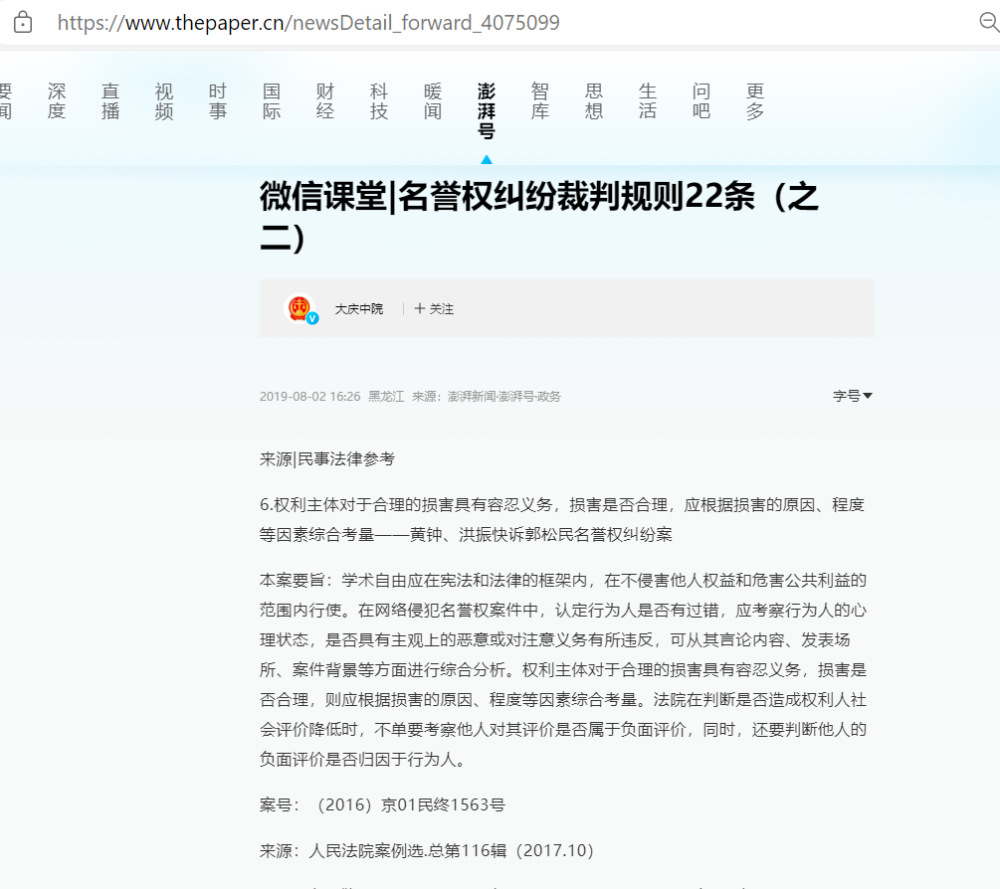 https://www.thepaper.cn/newsDetail_forward_4075099
要闻 深度 直播 视频 时事 国际 财经 科技 暖闻 澎湃号 智库 思想 生活 问吧 更多
微信课堂|名誉权纠纷裁判规则22条（之
二）
大庆中院 ＋关注
2019-08-02 16:26 黑龙江 来源：澎湃新闻·澎湃号·政务 字号
来源|民事法律参考
6.权利主体对于合理的损害具有容忍义务，损害是否合理，应根据损害的原因、程度
等因素综合考量——黄钟、洪振快诉郭松民名誉权纠纷案
本案要旨：学术自由应在宪法和法律的框架内，在不侵害他人权益和危害公共利益的
范围内行使。在网络侵犯名誉权案件中，认定行为人是否有过错，应考察行为人的心
理状态，是否具有主观上的恶意或对注意义务有所违反，可从其言论内容、发表场
所、案件背景等方面进行综合分析。权利主体对于合理的损害具有容忍义务，损害是
否合理，则应根据损害的原因、程度等因素综合考量。法院在判断是否造成权利人社
会评价降低时，不单要考察他人对其评价是否属于负面评价，同时，还要判断他人的
负面评价是否归因于行为人。
案号：（2016）京01民终1563号
来源：人民法院案例选.总第116辑（2017.10）